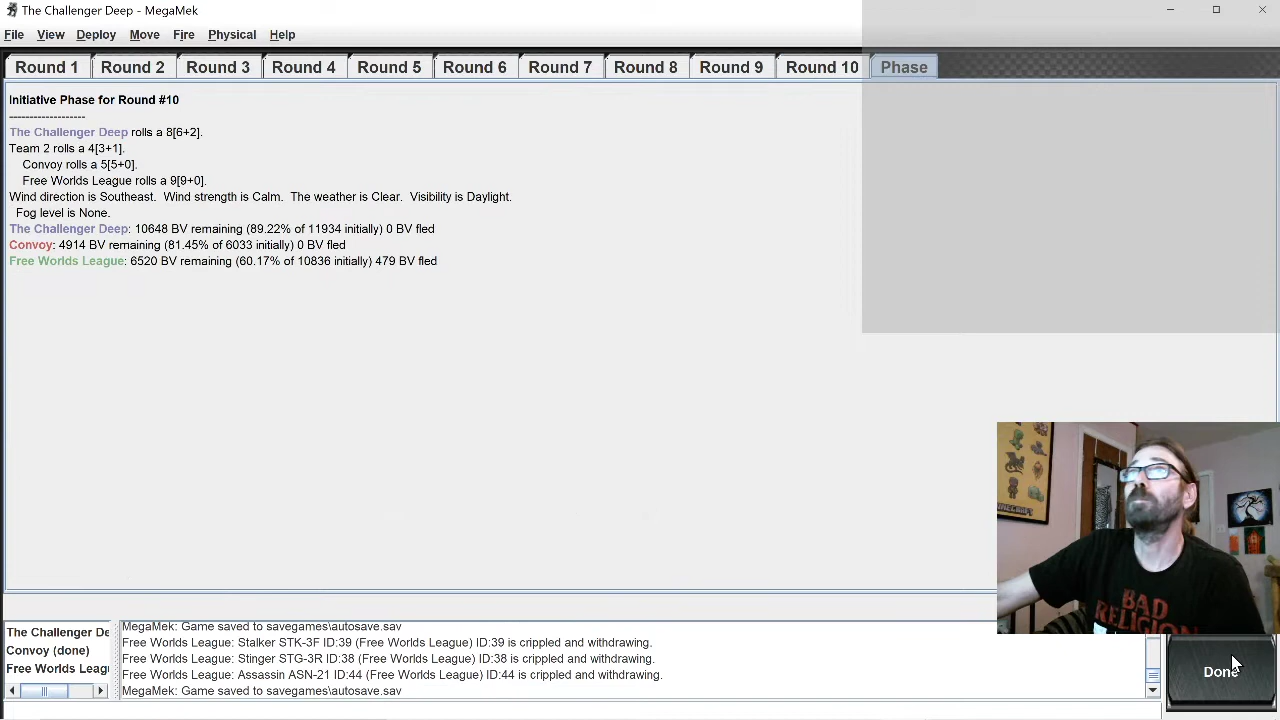 The Challenger Deep - MegaMek
File View Deploy Move Fire Physical Help
Round 1 Round 2 Round 3 Round 4 Round 5 Round 6 Round 7 Round 8 Round 9 Round 10 Phase
Initiative Phase for Round #10
-------------------
The Challenger Deep rolls a 8[6+2].
Team 2 rolls a 4[3+1].
Convoy rolls a 5[5+0].
Free Worlds League rolls a 9[9+0].
Wind direction is Southeast. Wind strength is Calm. The weather is Clear. Visibility is Daylight.
Fog level is None.
The Challenger Deep: 10648 BV remaining (89.22% of 11934 initially) 0 BV fled
Convoy: 4914 BV remaining (81.45% of 6033 initially) 0 BV fled
Free Worlds League: 6520 BV remaining (60.17% of 10836 initially) 479 BV fled
MINECRAFT
BAD
RELIGION
The Challenger De
Convoy (done)
Free Worlds Leagu
MegaMek: Game saved to savegames\autosave.sav
Free Worlds League: Stalker STK-3F ID:39 (Free Worlds League) ID:39 is crippled and withdrawing.
Free Worlds League: Stinger STG-3R ID:38 (Free Worlds League) ID:38 is crippled and withdrawing.
Free Worlds League: Assassin ASN-21 ID:44 (Free Worlds League) ID:44 is crippled and withdrawing.
MegaMek: Game saved to savegames\autosave.sav
Done